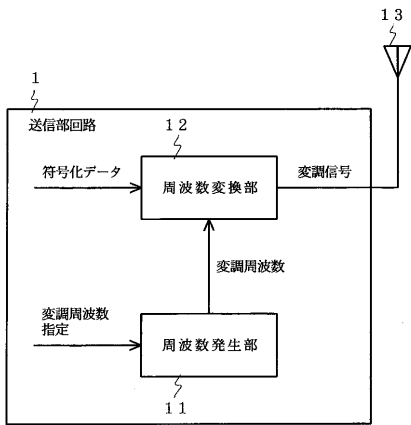 13
1
送信部回路
12
符号化データ
周波数変換部
変調信号
変調周波数
変調周波数
指定
周波数発生部
11